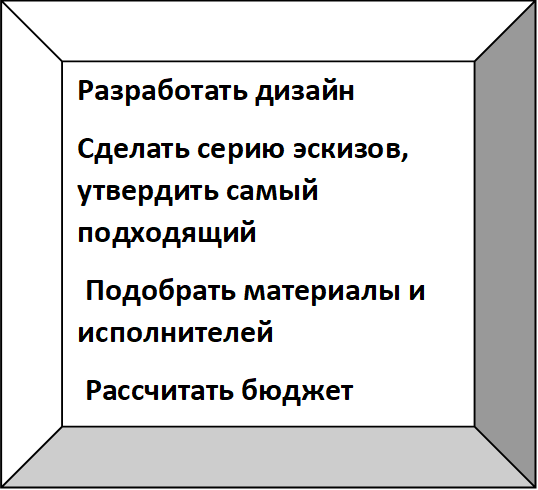 Разработать дизайн
Сделать серию эскизов,
утвердить самый
подходящий
Подобрать материалы и
исполнителей
Рассчитать бюджет